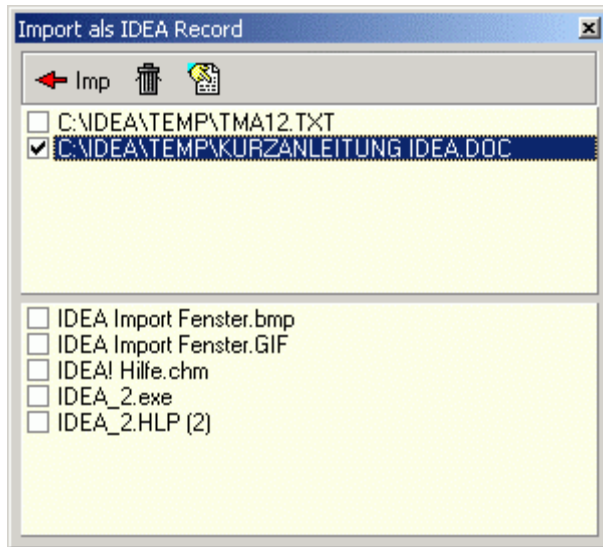 Import als IDEA Record
Imp
C:\IDEA\TEMP\TMA12.TXT
C:\IDEA\TEMP\KURZANLEITUNG IDEA.DOC
IDEA Import Fenster.bmp
IDEA Import Fenster.GIF
IDEA! Hilfe.chm
IDEA_2.exe
IDEA_2.HLP (2)